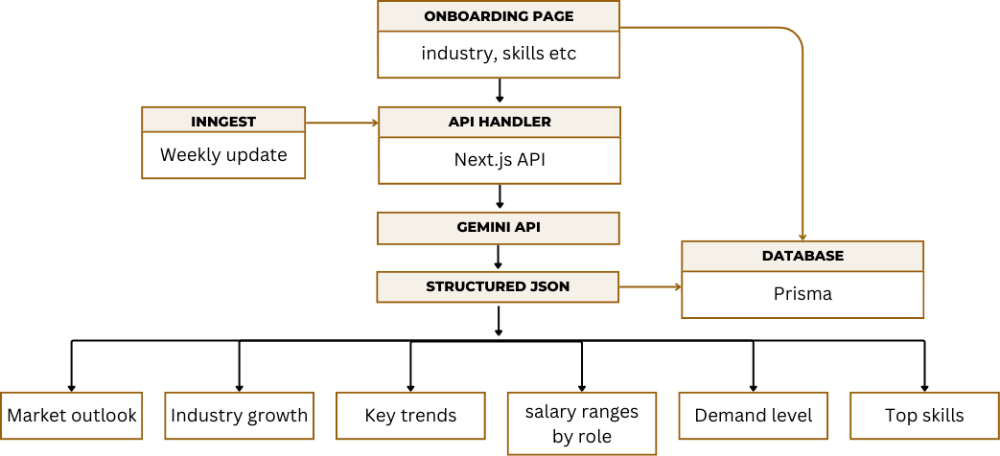 ONBOARDING PAGE
industry, skills etc
INNGEST
Weekly update
API HANDLER
Next.js API
GEMINI API
STRUCTURED JSON
DATABASE
Prisma
Market outlook
Industry growth
Key trends
salary ranges
by role
Demand level
Top skills